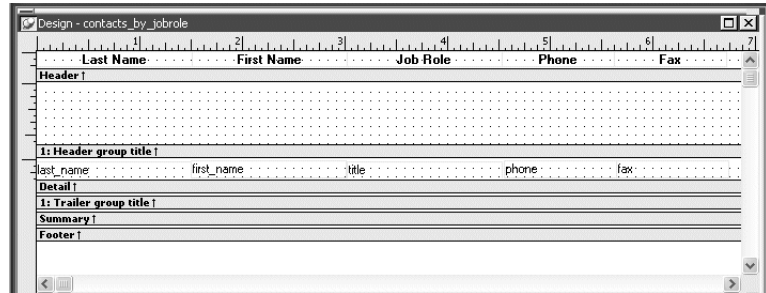 Design - contacts_by_jobrole
1 2 3 4 5 6 7
Last Name First Name Job Role Phone Fax
Header ↑
1: Header group title ↑
last_name first_name title phone fax
Detail ↑
1: Trailer group title ↑
Summary ↑
Footer ↑